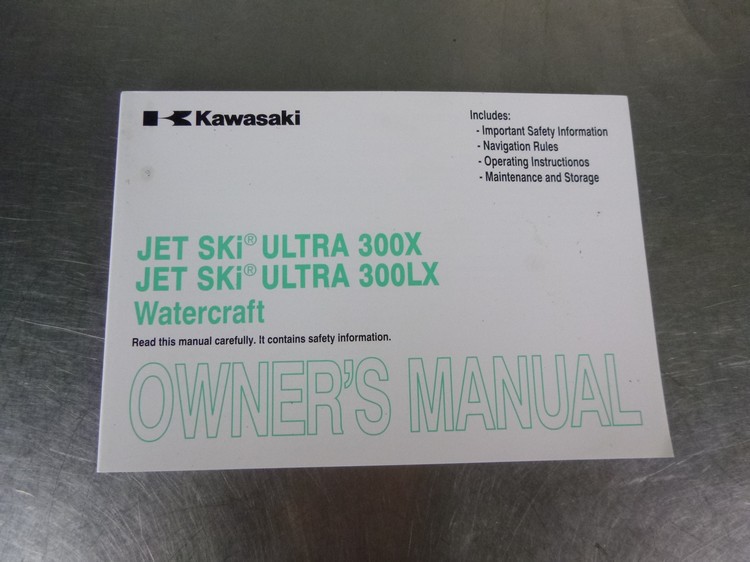 Kawasaki
Includes:
- Important Safety Information
- Navigation Rules
- Operating Instructionos
- Maintenance and Storage
JET SKi® ULTRA 300X
JET SKi® ULTRA 300LX
Watercraft
Read this manual carefully. It contains safety information.
OWNER'S MANUAL